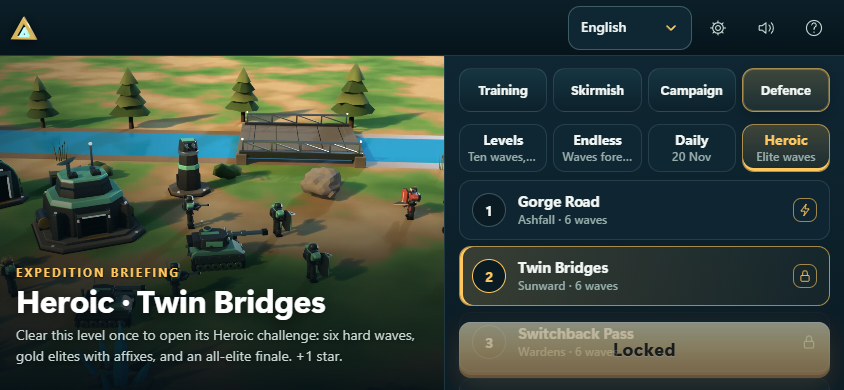 English
Training
Skirmish
Campaign
Defence
Levels
Ten waves,...
Endless
Waves fore...
Daily
20 Nov
Heroic
Elite waves
1
Gorge Road
Ashfall · 6 waves
2
Twin Bridges
Sunward · 6 waves
3
Switchback Pass
Wardens · 6 waves
Locked
EXPEDITION BRIEFING
Heroic · Twin Bridges
Clear this level once to open its Heroic challenge: six hard waves,
gold elites with affixes, and an all-elite finale. +1 star.